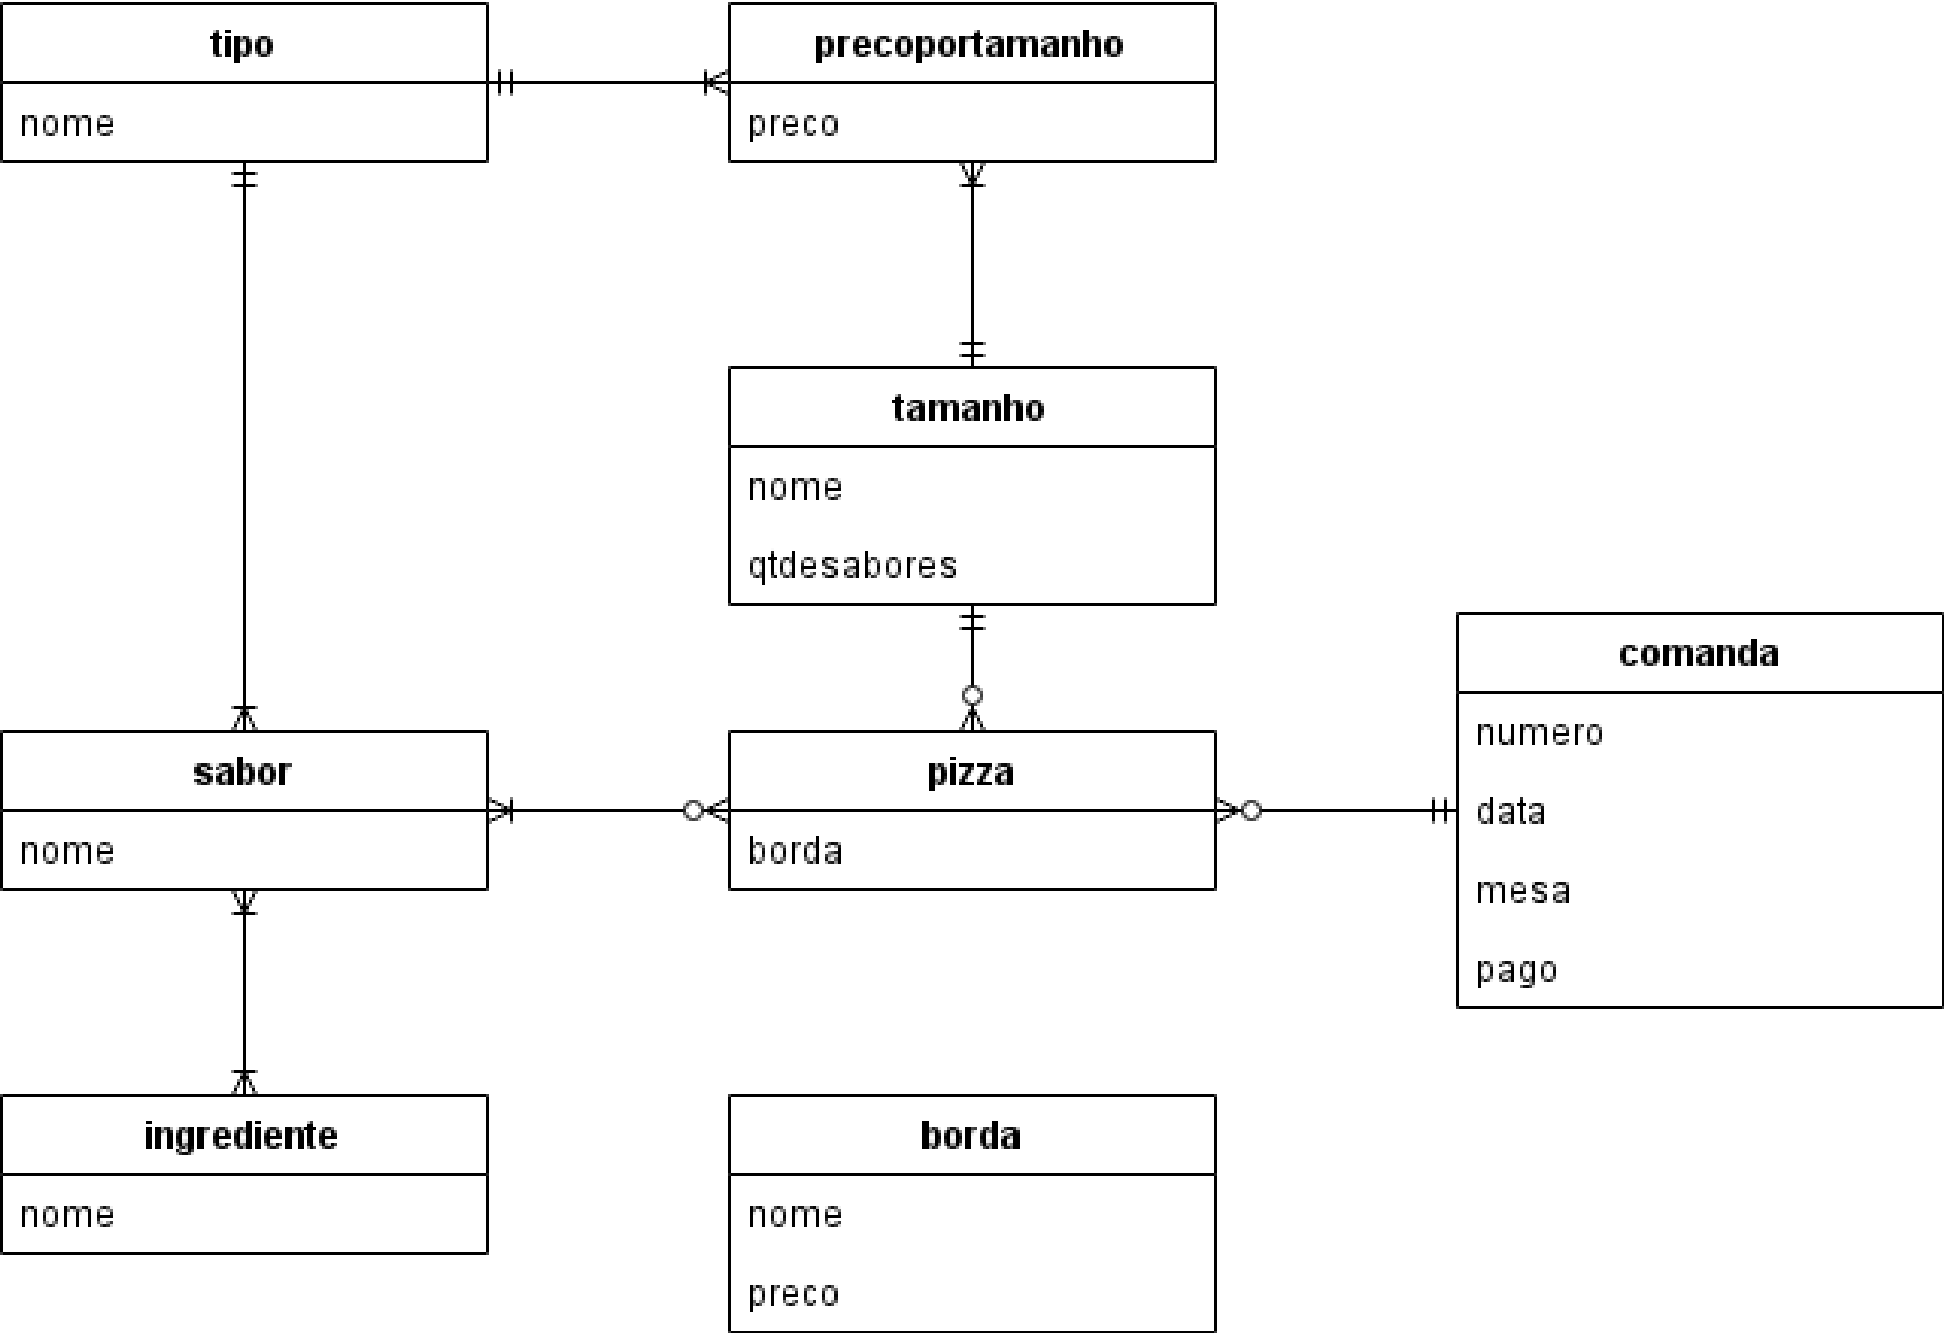 tipo
nome
precoportamanho
preco
tamanho
nome
qtdesabores
comanda
numero
data
mesa
pago
sabor
nome
pizza
borda
ingrediente
nome
borda
nome
preco